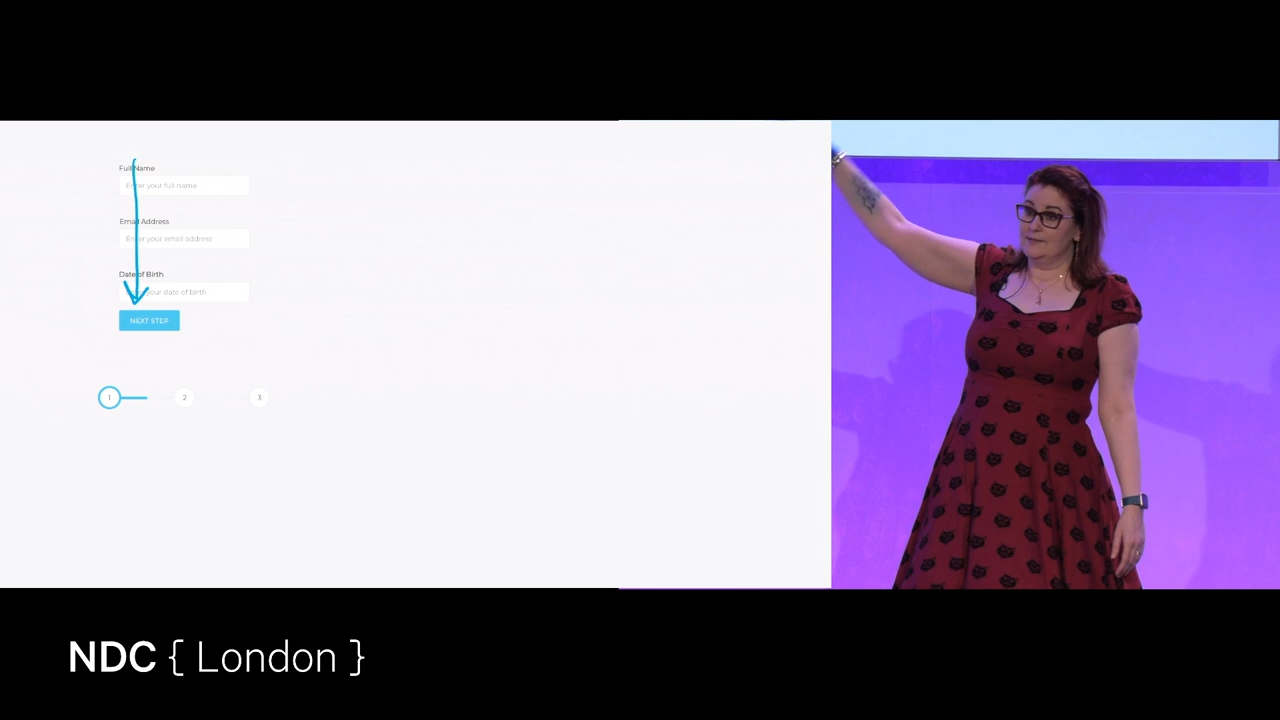 Full Name
Enter your full name
Email Address
Enter your email address
Date of Birth
your date of birth
NEXT STEP
1 2 3
NDC { London }